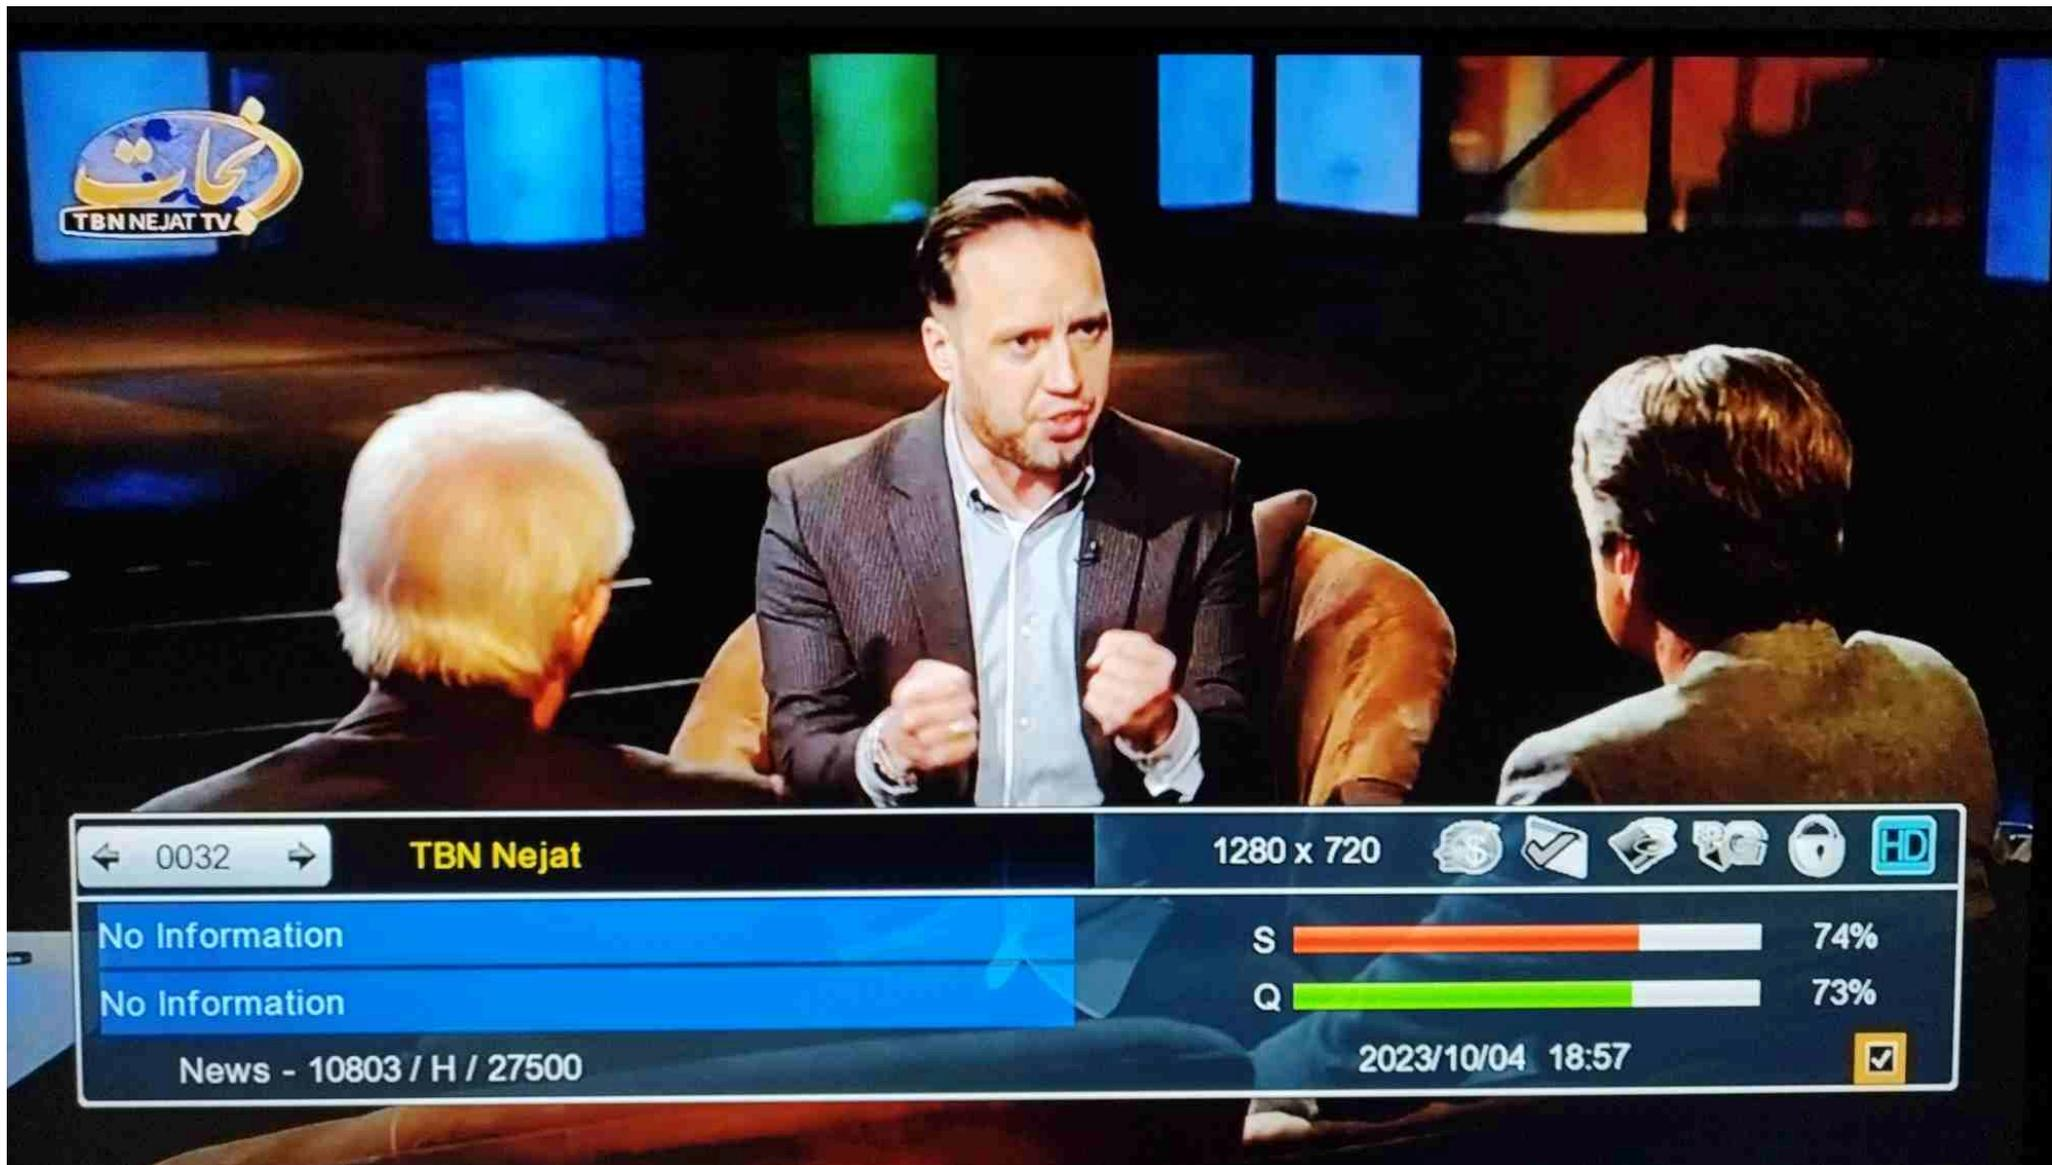 نجات
TBN NEJAT TV
0032
TBN Nejat
1280 x 720
HD
No Information
S 74%
No Information
Q 73%
News - 10803 / H / 27500
2023/10/04 18:57